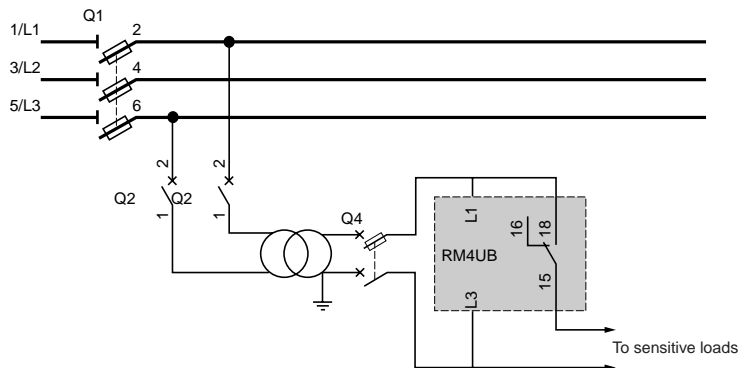 Q1
1/L1
2
3/L2
4
5/L3
6
2
2
Q2
Q2
1
1
Q4
L1
16
18
RM4UB
15
L3
To sensitive loads